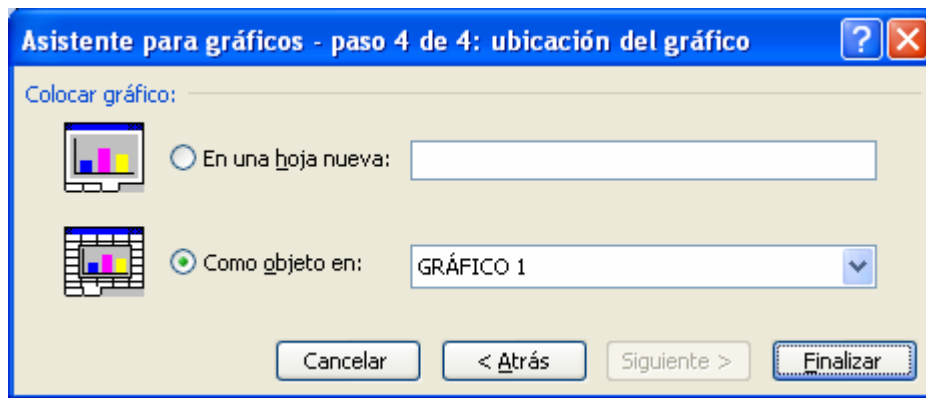 Asistente para gráficos - paso 4 de 4: ubicación del gráfico
Colocar gráfico:
En una hoja nueva:
Como objeto en: GRÁFICO 1
Cancelar < Atrás Siguiente > Finalizar